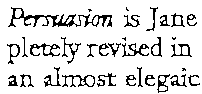 Persuasion is Jane
pletely revised in
an almost elegaic